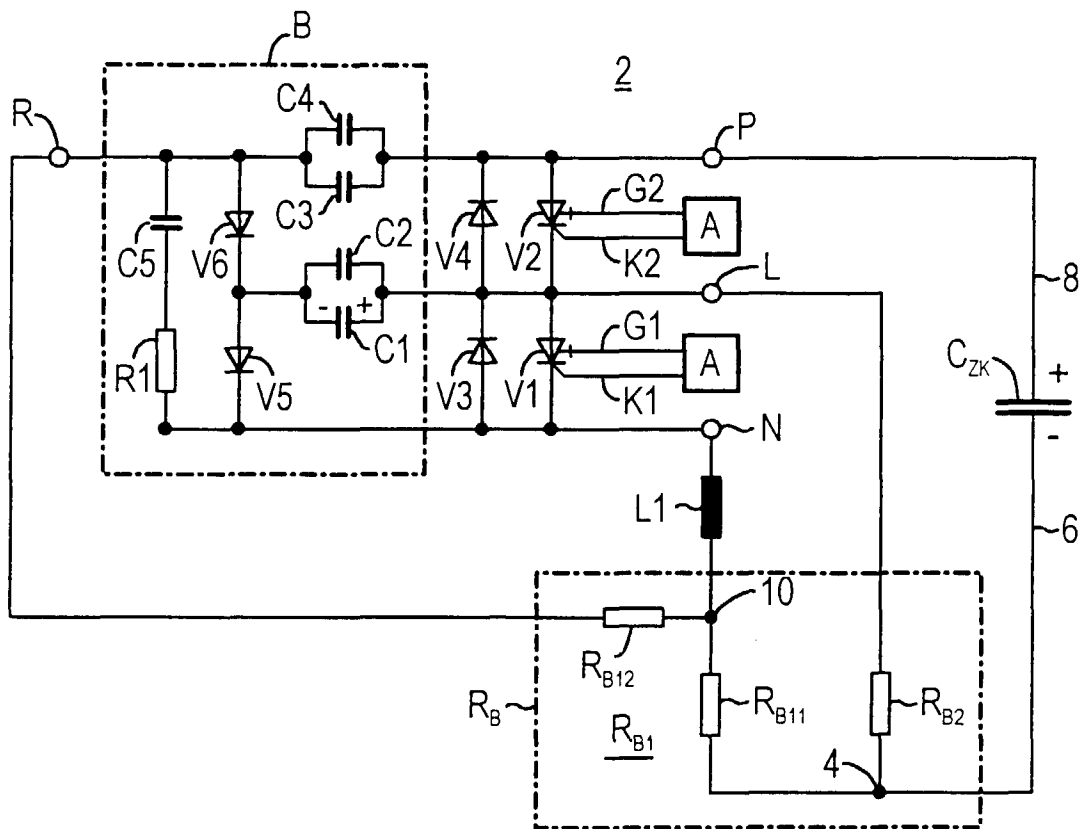 B
2
R
C4
P
C3
G2
A
C5
V6
C2
V4
V2
K2
L
8
- +
C1
G1
A
R1
V5
V3
V1
K1
C_ZK
+
-
N
L1
6
10
R_B12
R_B
R_B1
R_B11
R_B2
4